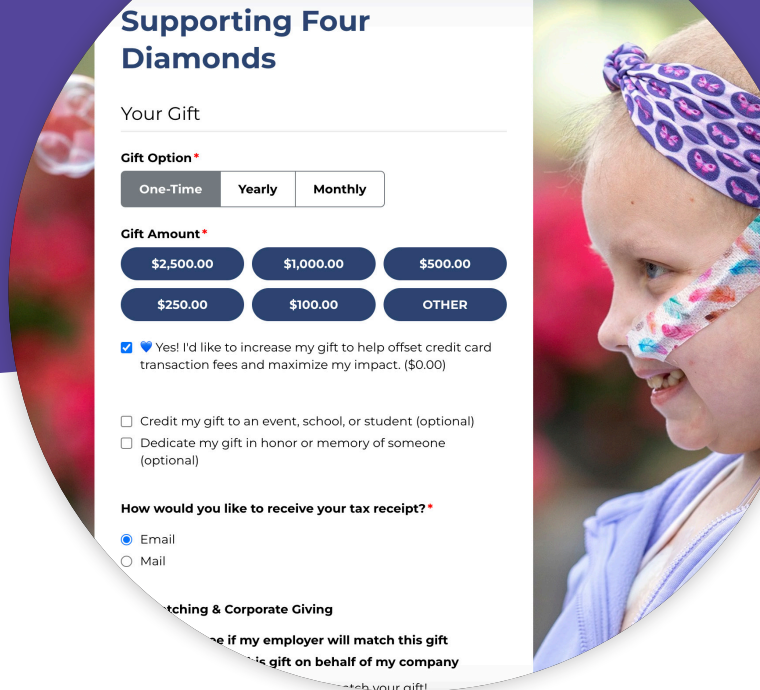 Supporting Four
Diamonds
Your Gift
Gift Option*
One-Time Yearly Monthly
Gift Amount*
$2,500.00 $1,000.00 $500.00
$250.00 $100.00 OTHER
💙 Yes! I'd like to increase my gift to help offset credit card
transaction fees and maximize my impact. ($0.00)
Credit my gift to an event, school, or student (optional)
Dedicate my gift in honor or memory of someone
(optional)
How would you like to receive your tax receipt?*
Email
Mail
tching & Corporate Giving
e if my employer will match this gift
is gift on behalf of my company
tch your gift!